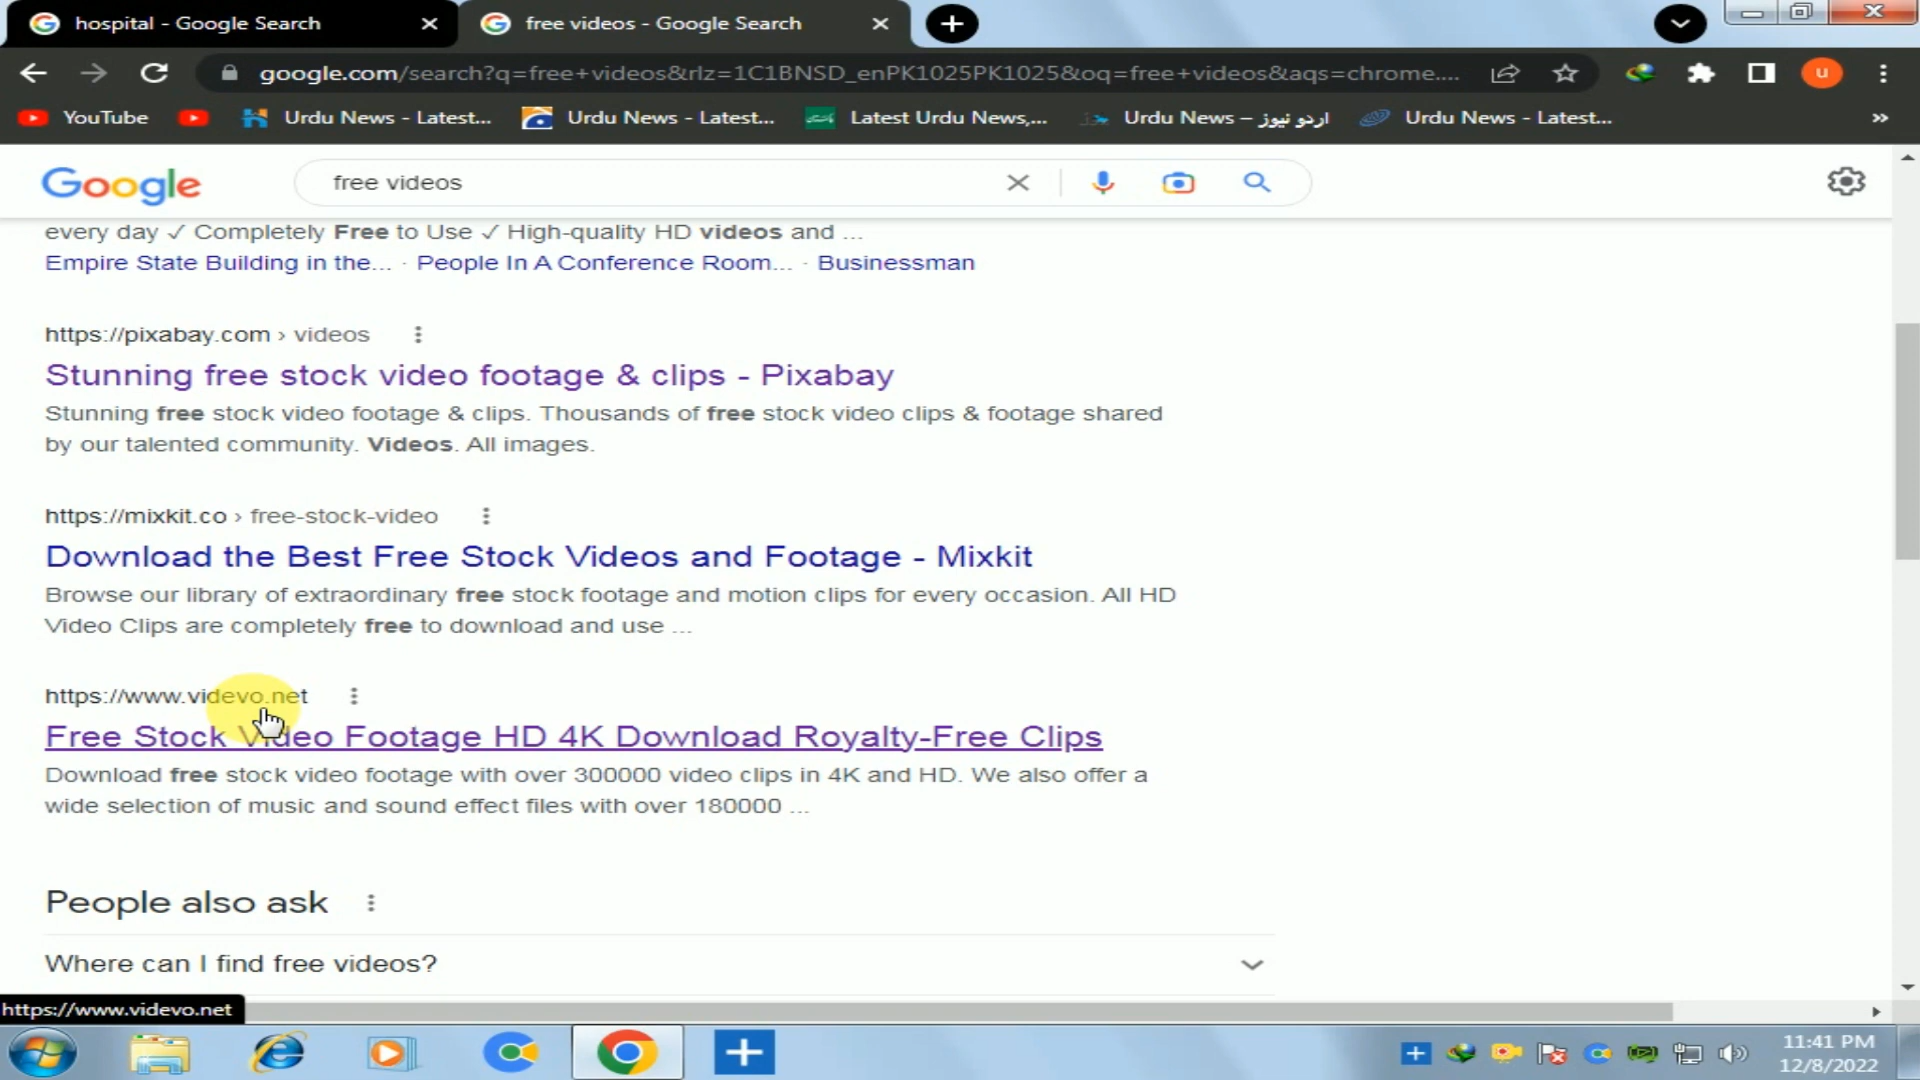 hospital - Google Search
free videos - Google Search
google.com/search?q=free+videos&rlz=1C1BNSD_enPK1025PK1025&oq=free+videos&aqs=chrome....
u
YouTube
Urdu News - Latest...
Urdu News - Latest...
Latest Urdu News,...
Urdu News – اردو نیوز
Urdu News - Latest...
»
Google
free videos
every day ✓ Completely Free to Use ✓ High-quality HD videos and ...
Empire State Building in the... · People In A Conference Room... · Businessman
https://pixabay.com › videos
Stunning free stock video footage & clips - Pixabay
Stunning free stock video footage & clips. Thousands of free stock video clips & footage shared
by our talented community. Videos. All images.
https://mixkit.co › free-stock-video
Download the Best Free Stock Videos and Footage - Mixkit
Browse our library of extraordinary free stock footage and motion clips for every occasion. All HD
Video Clips are completely free to download and use ...
https://www.videvo.net
Free Stock Video Footage HD 4K Download Royalty-Free Clips
Download free stock video footage with over 300000 video clips in 4K and HD. We also offer a
wide selection of music and sound effect files with over 180000 ...
People also ask
Where can I find free videos?
https://www.videvo.net
11:41 PM
12/8/2022